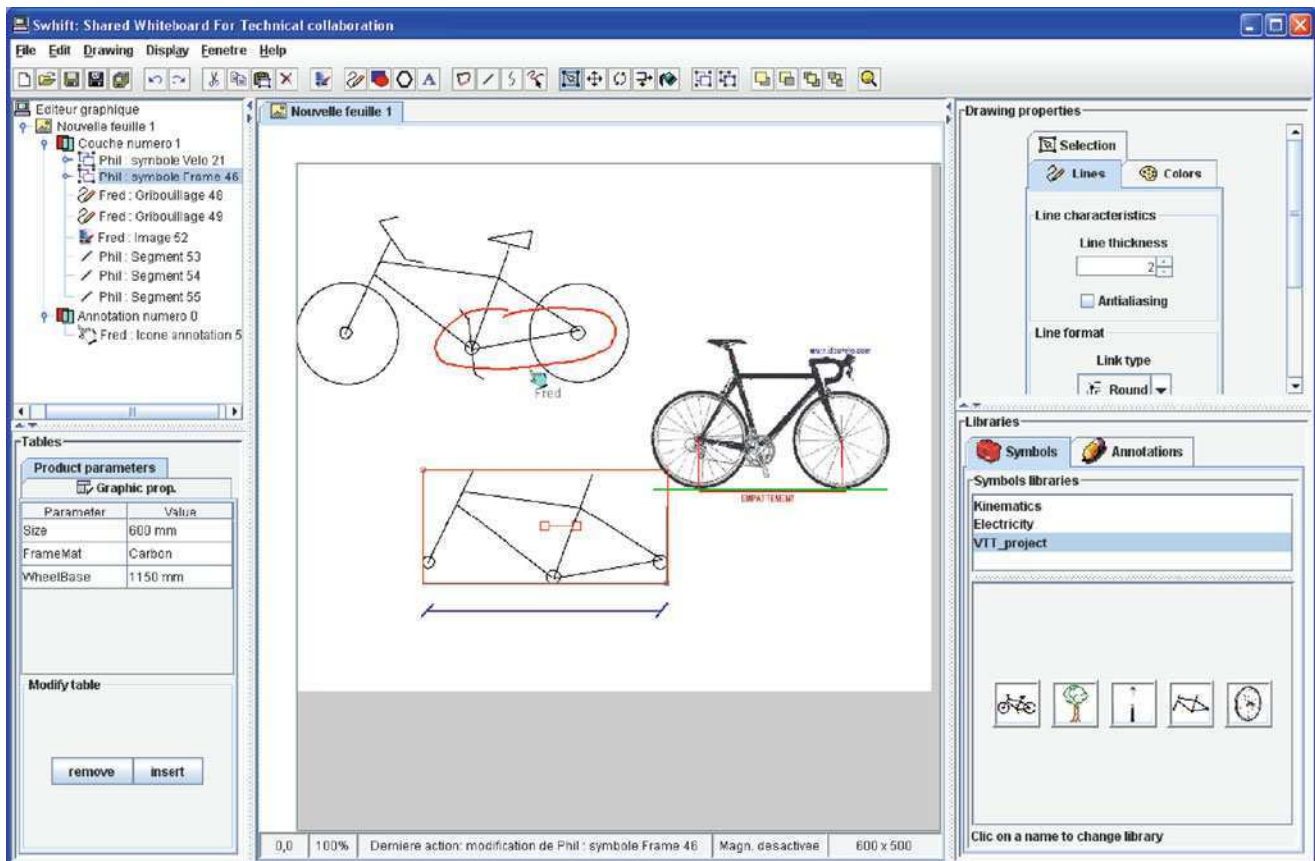 Swhift: Shared Whiteboard For Technical collaboration
File Edit Drawing Display Fenetre Help
Editeur graphique
Nouvelle feuille 1
Couche numero 1
Phil : symbole Velo 21
Phil : symbole Frame 46
Fred : Gribouillage 48
Fred : Gribouillage 49
Fred : Image 52
Phil : Segment 53
Phil : Segment 54
Phil : Segment 55
Annotation numero 0
Fred : Icone annotation 5
Tables
Product parameters
Graphic prop.
Parameter Value
Size 600 mm
FrameMat Carbon
WheelBase 1150 mm
Modify table
remove insert
Nouvelle feuille 1
Fred
EMPATTEMENT
0,0 100% Derniere action: modification de Phil : symbole Frame 46 Magn. desactivee 600 x 500
Drawing properties
Selection
Lines Colors
Line characteristics
Line thickness
2
Antialiasing
Line format
Link type
Round
Libraries
Symbols Annotations
Symbols libraries
Kinematics
Electricity
VTT_project
Clic on a name to change library